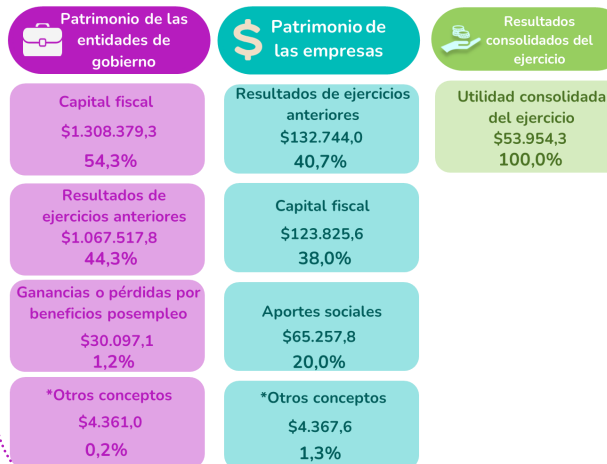 Patrimonio de las
entidades de
gobierno
Capital fiscal
$1.308.379,3
54,3%
Resultados de
ejercicios anteriores
$1.067.517,8
44,3%
Ganancias o pérdidas por
beneficios posempleo
$30.097,1
1,2%
*Otros conceptos
$4.361,0
0,2%
Patrimonio de
las empresas
Resultados de ejercicios
anteriores
$132.744,0
40,7%
Capital fiscal
$123.825,6
38,0%
Aportes sociales
$65.257,8
20,0%
*Otros conceptos
$4.367,6
1,3%
Resultados
consolidados del
ejercicio
Utilidad consolidada
del ejercicio
$53.954,3
100,0%